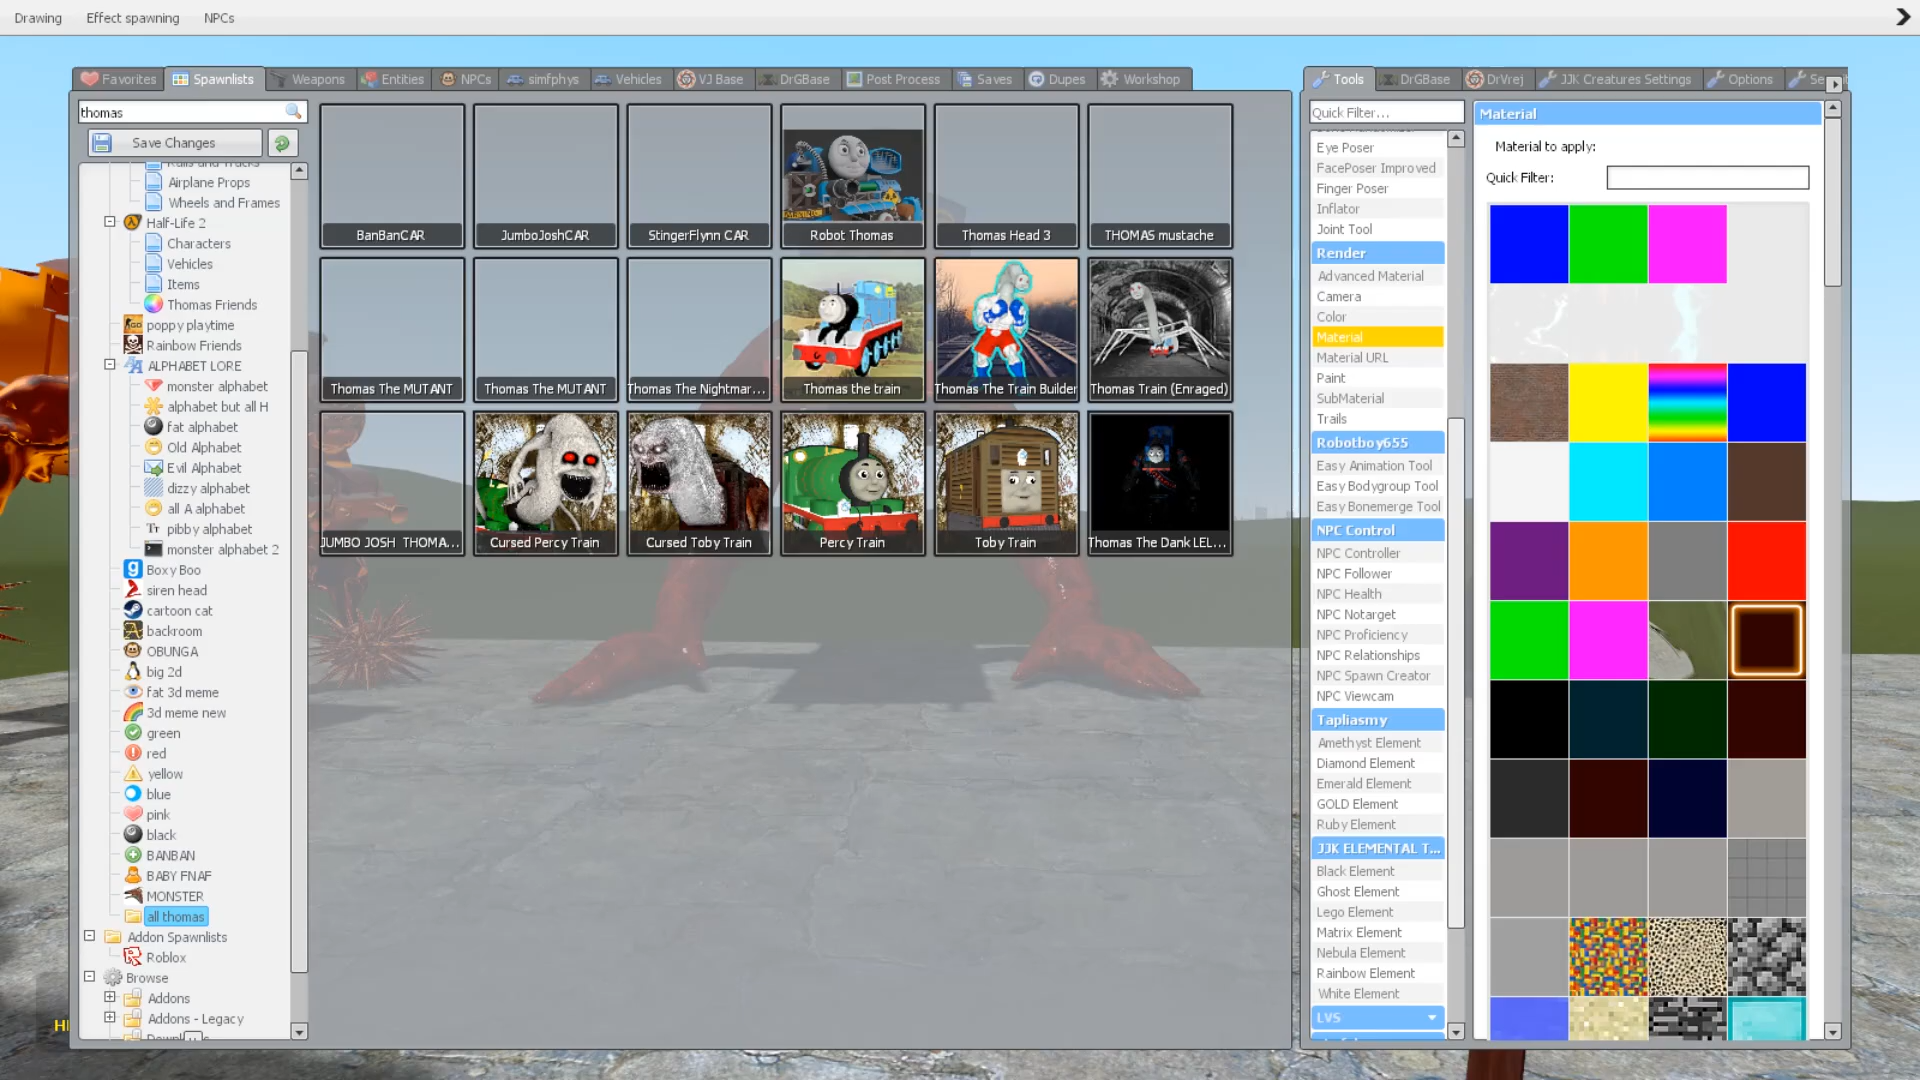 Drawing Effect spawning NPCs
Favorites Spawnlists Weapons Entities NPCs simfphys Vehicles VJ Base DrGBase Post Process Saves Dupes Workshop
thomas
Save Changes
Rails and Tracks
Airplane Props
Wheels and Frames
Half-Life 2
Characters
Vehicles
Items
Thomas Friends
poppy playtime
Rainbow Friends
ALPHABET LORE
monster alphabet
alphabet but all H
fat alphabet
Old Alphabet
Evil Alphabet
dizzy alphabet
all A alphabet
pibby alphabet
monster alphabet 2
Boxy Boo
siren head
cartoon cat
backroom
OBUNGA
big 2d
fat 3d meme
3d meme new
green
red
yellow
blue
pink
black
BANBAN
BABY FNAF
MONSTER
all thomas
Addon Spawnlists
Roblox
Browse
Addons
Addons - Legacy
BanBanCAR JumboJoshCAR StingerFlynn CAR Robot Thomas Thomas Head 3 THOMAS mustache
Thomas The MUTANT Thomas The MUTANT Thomas The Nightmar... Thomas the train Thomas The Train Builder Thomas Train (Enraged)
JUMBO JOSH THOMA... Cursed Percy Train Cursed Toby Train Percy Train Toby Train Thomas The Dank LEL...
Tools DrGBase DrVrej JJK Creatures Settings Options
Quick Filter...
Eye Poser
FacePoser Improved
Finger Poser
Inflator
Joint Tool
Render
Advanced Material
Camera
Color
Material
Material URL
Paint
SubMaterial
Trails
Robotboy655
Easy Animation Tool
Easy Bodygroup Tool
Easy Bonemerge Tool
NPC Control
NPC Controller
NPC Follower
NPC Health
NPC Notarget
NPC Proficiency
NPC Relationships
NPC Spawn Creator
NPC Viewcam
Tapliasmy
Amethyst Element
Diamond Element
Emerald Element
GOLD Element
Ruby Element
JJK ELEMENTAL T...
Black Element
Ghost Element
Lego Element
Matrix Element
Nebula Element
Rainbow Element
White Element
LVS
Material
Material to apply:
Quick Filter: